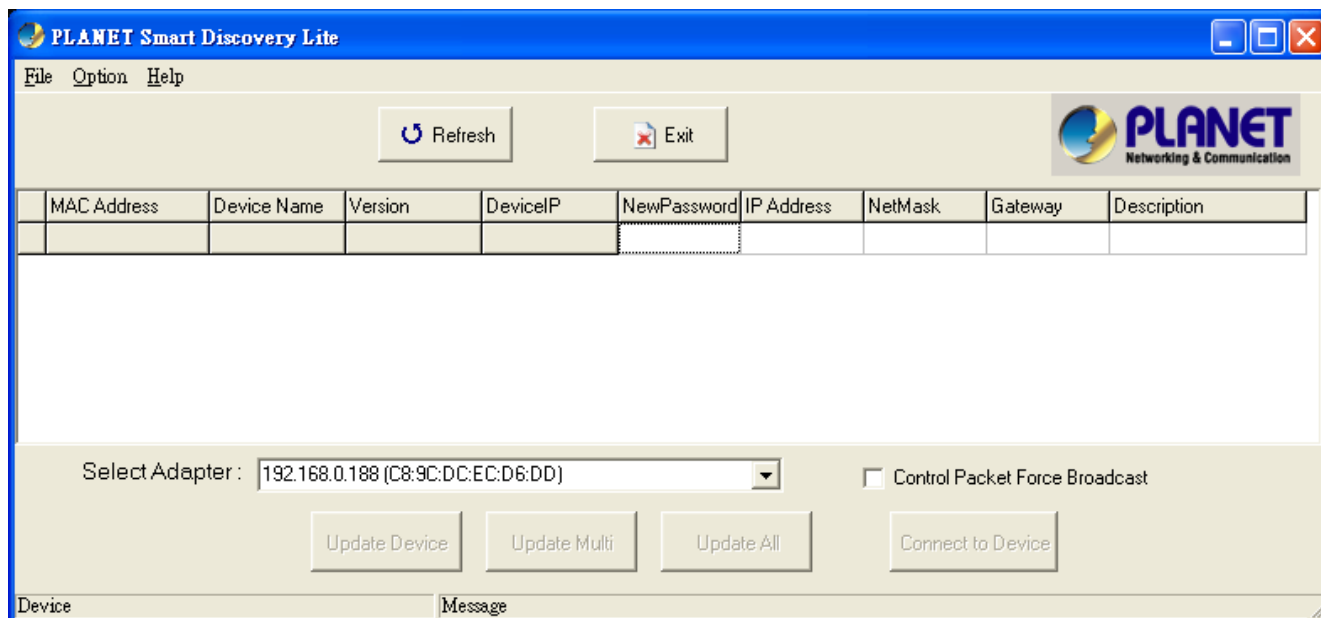 PLANET Smart Discovery Lite
File Option Help
Refresh Exit
PLANET
Networking & Communication
MAC Address Device Name Version DeviceIP NewPassword IP Address NetMask Gateway Description
Select Adapter : 192.168.0.188 (C8:9C:DC:EC:D6:DD) Control Packet Force Broadcast
Update Device Update Multi Update All Connect to Device
Device Message